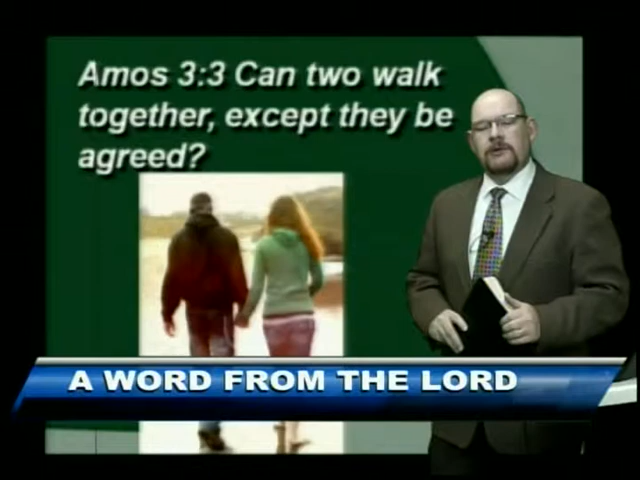 Amos 3:3 Can two walk
together, except they be
agreed?
A WORD FROM THE LORD